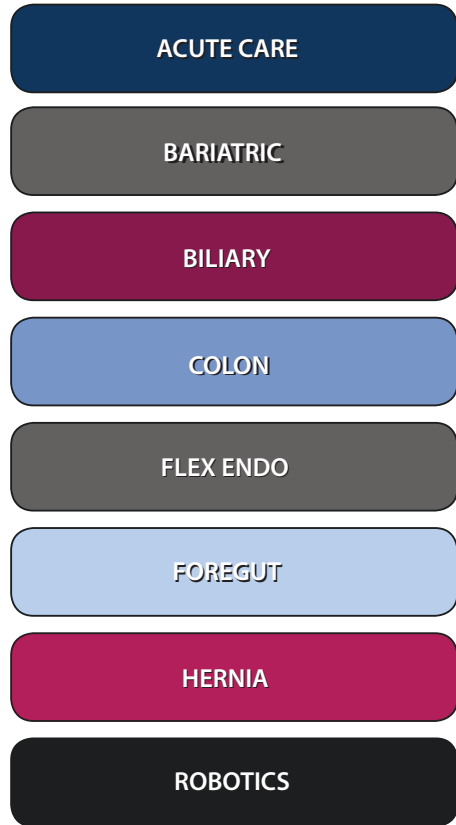 ACUTE CARE
BARIATRIC
BILIARY
COLON
FLEX ENDO
FOREGUT
HERNIA
ROBOTICS